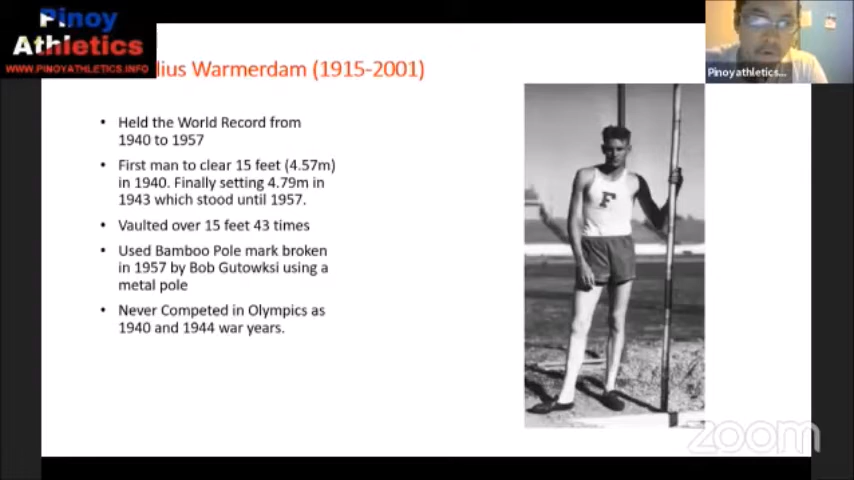 Pinoy
Athletics
WWW.PINOYATHLETICS.INFO
lius Warmerdam (1915-2001)
Pinoyathletics...
• Held the World Record from
1940 to 1957
• First man to clear 15 feet (4.57m)
in 1940. Finally setting 4.79m in
1943 which stood until 1957.
• Vaulted over 15 feet 43 times
• Used Bamboo Pole mark broken
in 1957 by Bob Gutowksi using a
metal pole
• Never Competed in Olympics as
1940 and 1944 war years.
F
zoom